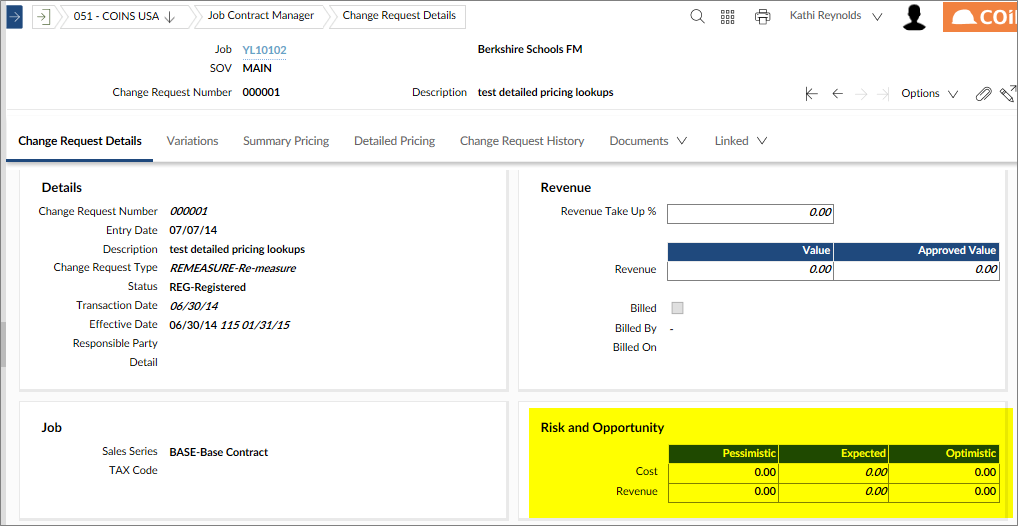 051 - COINS USA Job Contract Manager Change Request Details Kathi Reynolds COI
Job YL10102 Berkshire Schools FM
SOV MAIN
Change Request Number 000001 Description test detailed pricing lookups Options
Change Request Details Variations Summary Pricing Detailed Pricing Change Request History Documents Linked
Details
Change Request Number 000001
Entry Date 07/07/14
Description test detailed pricing lookups
Change Request Type REMEASURE-Re-measure
Status REG-Registered
Transaction Date 06/30/14
Effective Date 06/30/14 115 01/31/15
Responsible Party
Detail
Revenue
Revenue Take Up % 0.00
Value Approved Value
Revenue 0.00 0.00
Billed
Billed By -
Billed On
Job
Sales Series BASE-Base Contract
TAX Code
Risk and Opportunity
Pessimistic Expected Optimistic
Cost 0.00 0.00 0.00
Revenue 0.00 0.00 0.00